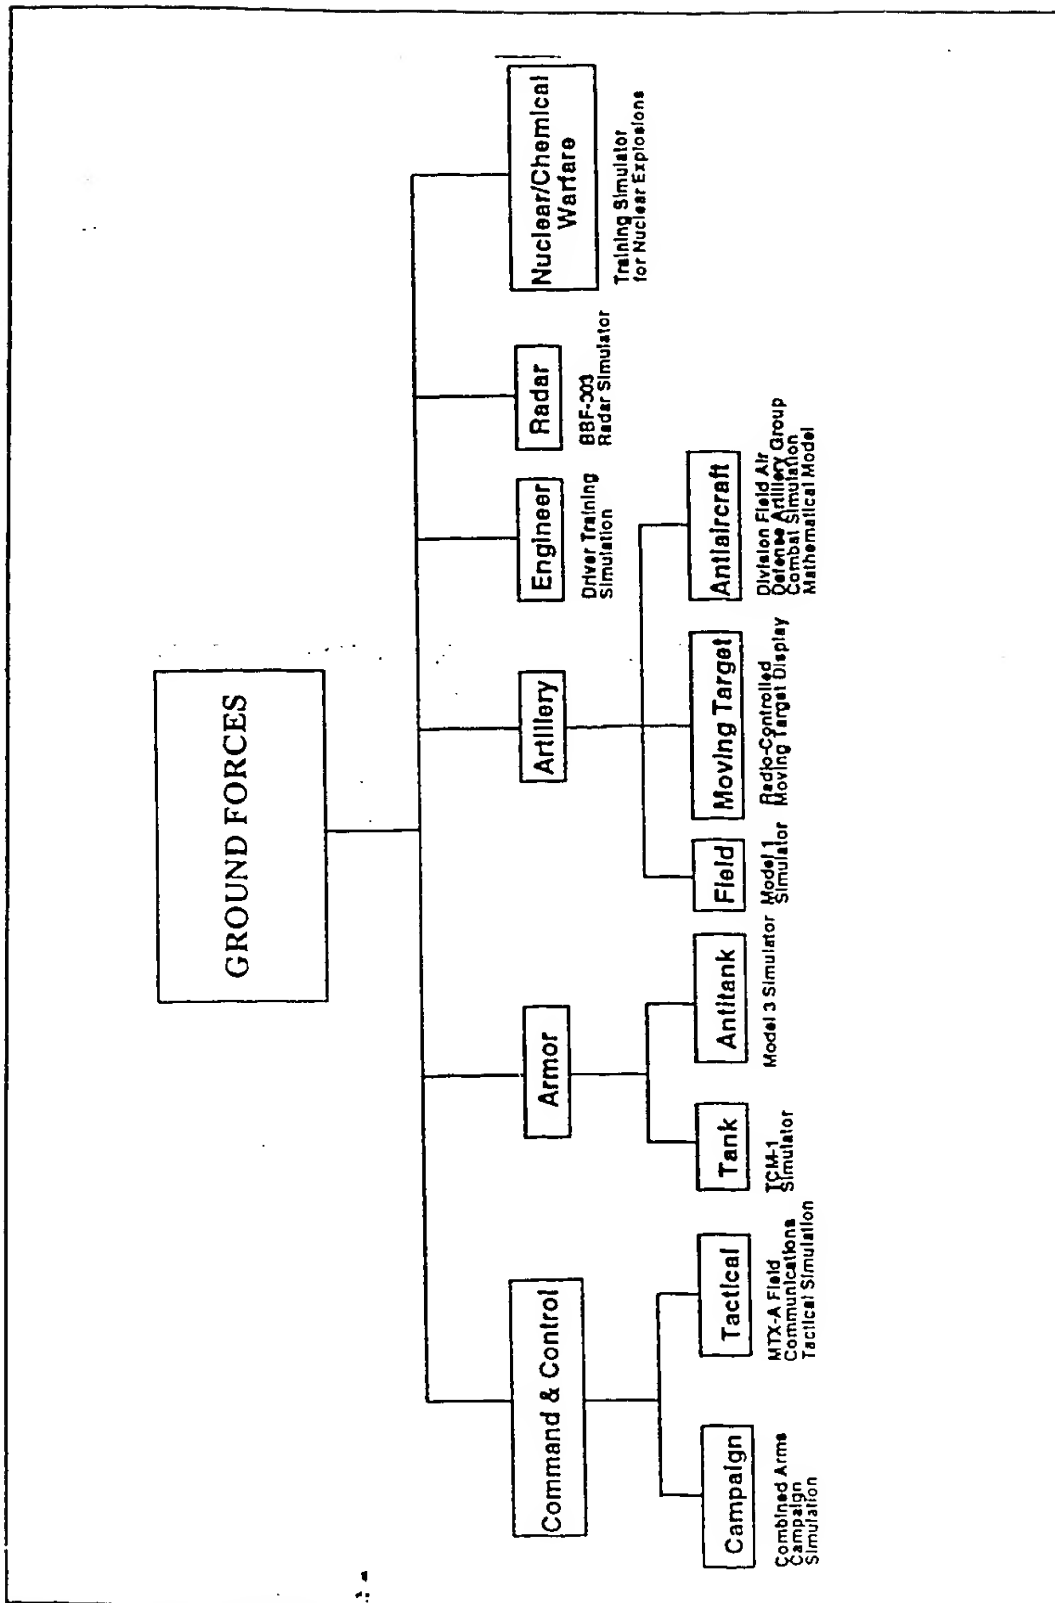 GROUND FORCES
Command & Control
Armor
Artillery
Engineer
Driver Training
Simulation
Radar
BBF-003
Radar Simulator
Nuclear/Chemical
Warfare
Training Simulator
for Nuclear Explosions
Campaign
Combined Arms
Campaign
Simulation
Tactical
MTX-A Field
Communications
Tactical Simulation
Tank
TCM-1
Simulator
Antitank
Model 3 Simulator
Field
Model 1
Simulator
Moving Target
Radio-Controlled
Moving Target Display
Antiaircraft
Division Field Air
Defense Artillery Group
Combat Simulation
Mathematical Model